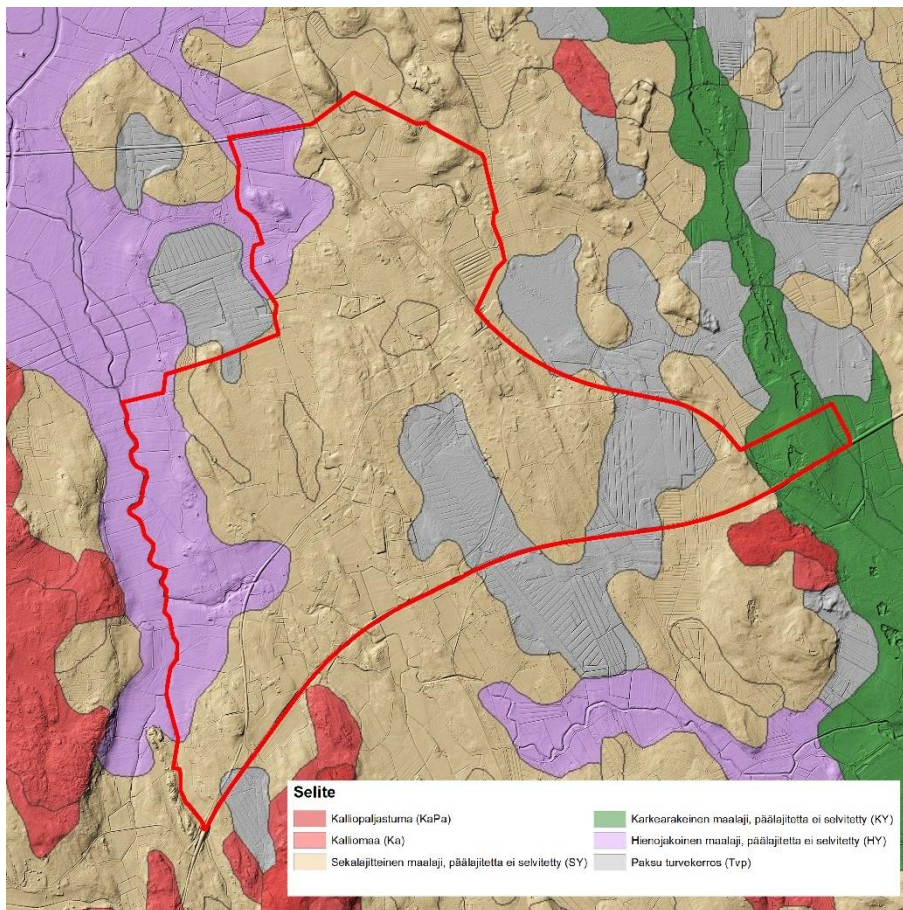 Selite
Kalliopaljastuma (KaPa)
Kalliomaa (Ka)
Sekalajitteinen maalaji, päälajitetta ei selvitetty (SY)
Karkearakeinen maalaji, päälajitetta ei selvitetty (KY)
Hienojakoinen maalaji, päälajitetta ei selvitetty (HY)
Paksu turvekerros (Tvp)